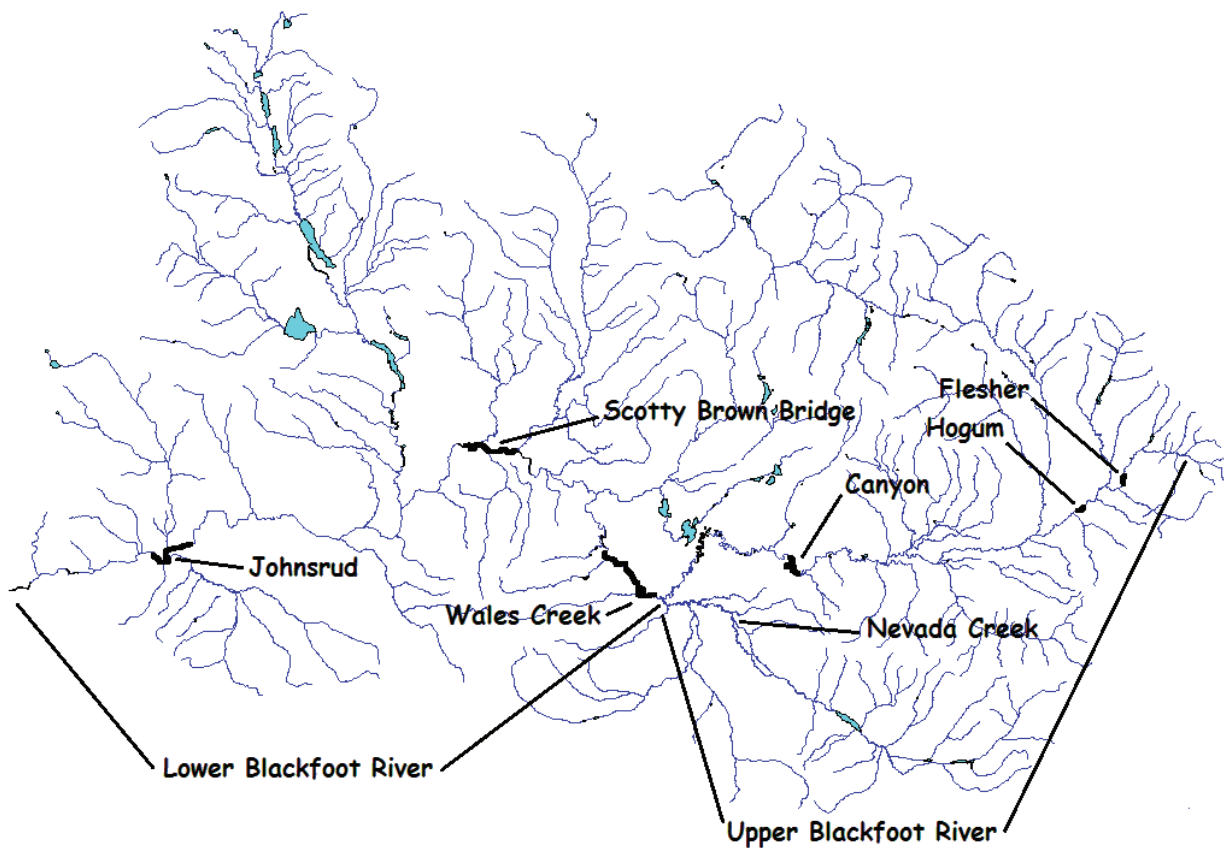 Flesher
Hogum
Scotty Brown Bridge
Canyon
Johnsrud
Wales Creek
Nevada Creek
Lower Blackfoot River
Upper Blackfoot River